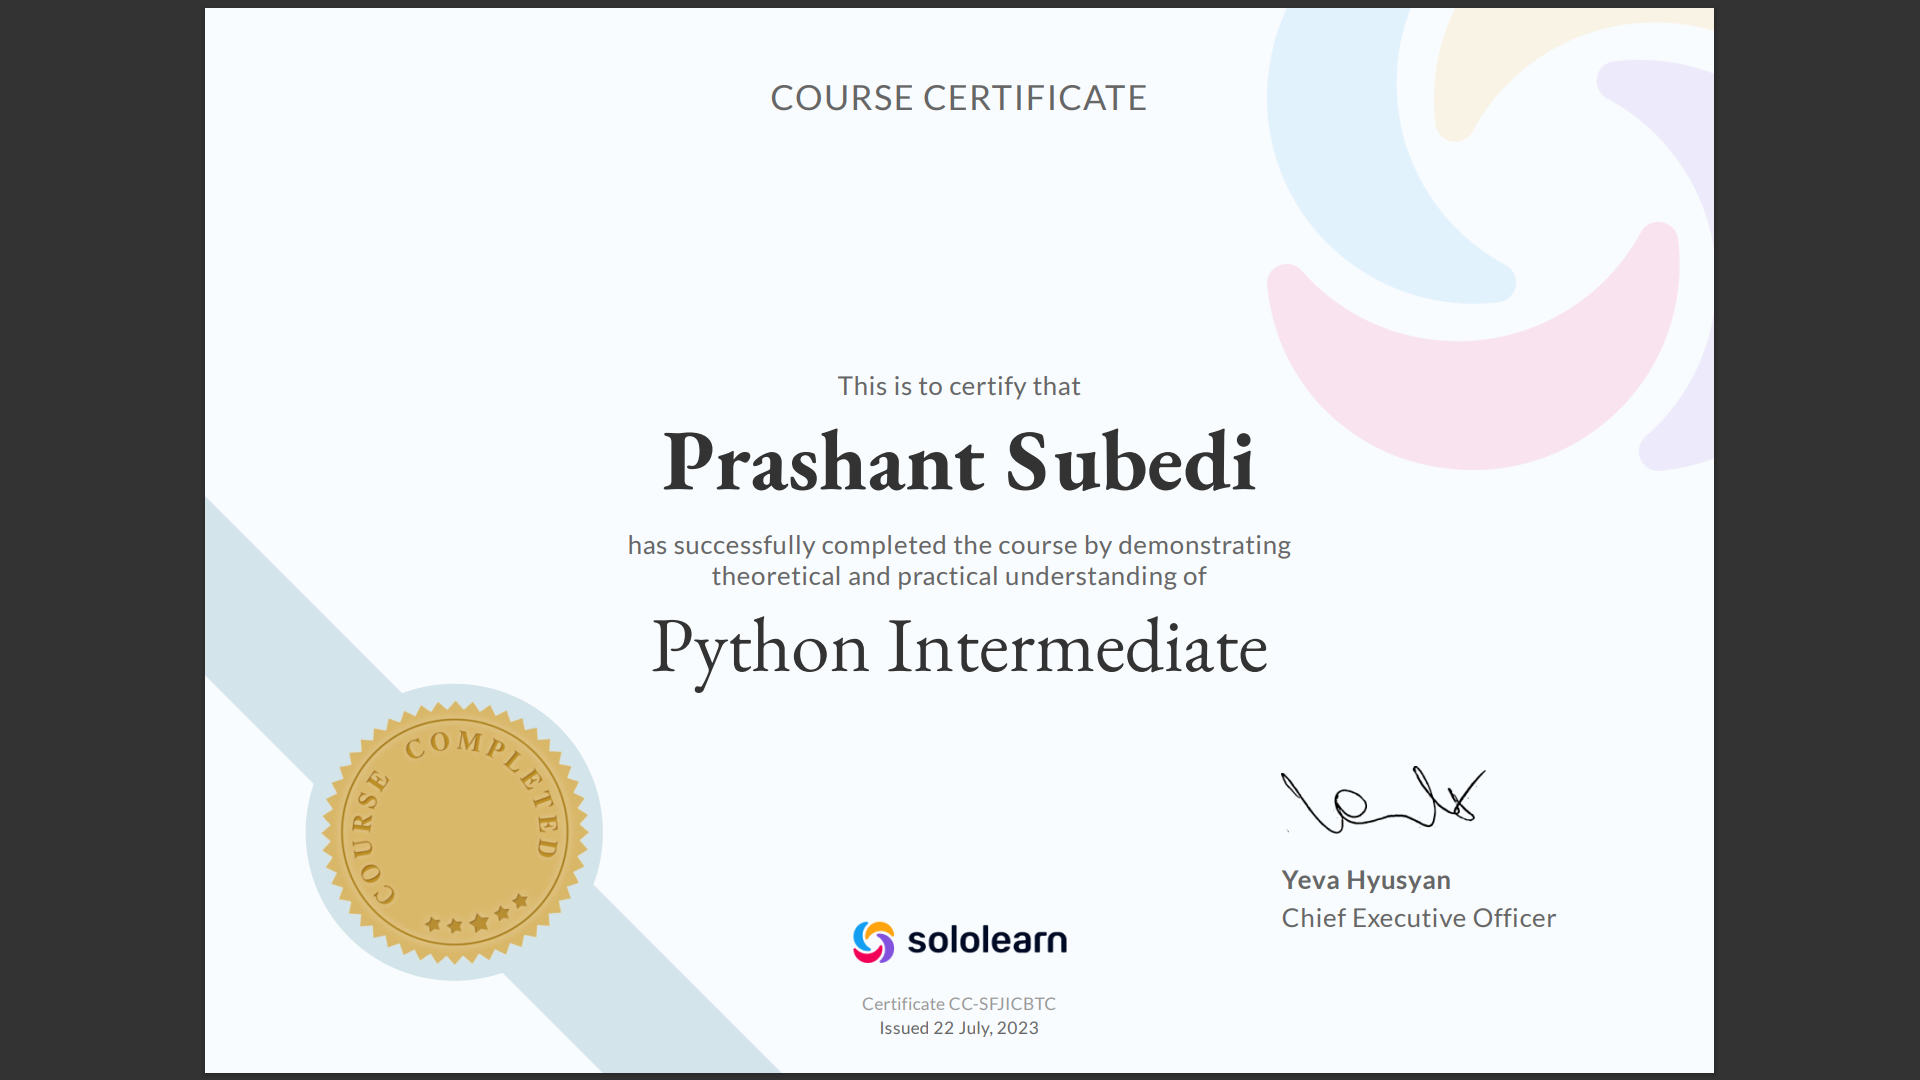 COURSE CERTIFICATE
This is to certify that
Prashant Subedi
has successfully completed the course by demonstrating
theoretical and practical understanding of
Python Intermediate
COURSE COMPLETED
Yeva Hyusyan
Chief Executive Officer
sololearn
Certificate CC-SFJICBTC
Issued 22 July, 2023